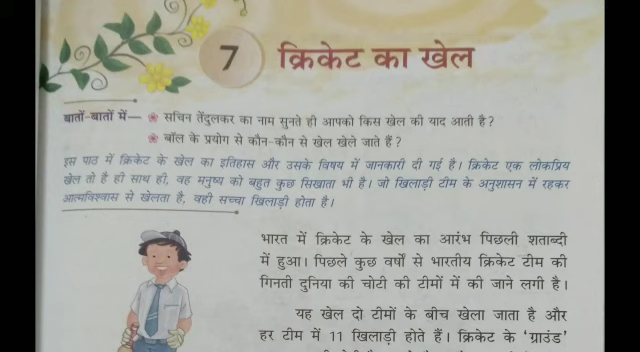 7 क्रिकेट का खेल
बातों-बातों में— ❀ सचिन तेंदुलकर का नाम सुनते ही आपको किस खेल की याद आती है?
❀ बॉल के प्रयोग से कौन-कौन से खेल खेले जाते हैं?
इस पाठ में क्रिकेट के खेल का इतिहास और उसके विषय में जानकारी दी गई है। क्रिकेट एक लोकप्रिय
खेल तो है ही साथ ही, वह मनुष्य को बहुत कुछ सिखाता भी है। जो खिलाड़ी टीम के अनुशासन में रहकर
आत्मविश्वास से खेलता है, वही सच्चा खिलाड़ी होता है।
भारत में क्रिकेट के खेल का आरंभ पिछली शताब्दी
में हुआ। पिछले कुछ वर्षों से भारतीय क्रिकेट टीम की
गिनती दुनिया की चोटी की टीमों में की जाने लगी है।
यह खेल दो टीमों के बीच खेला जाता है और
हर टीम में 11 खिलाड़ी होते हैं। क्रिकेट के ‘ग्राउंड’